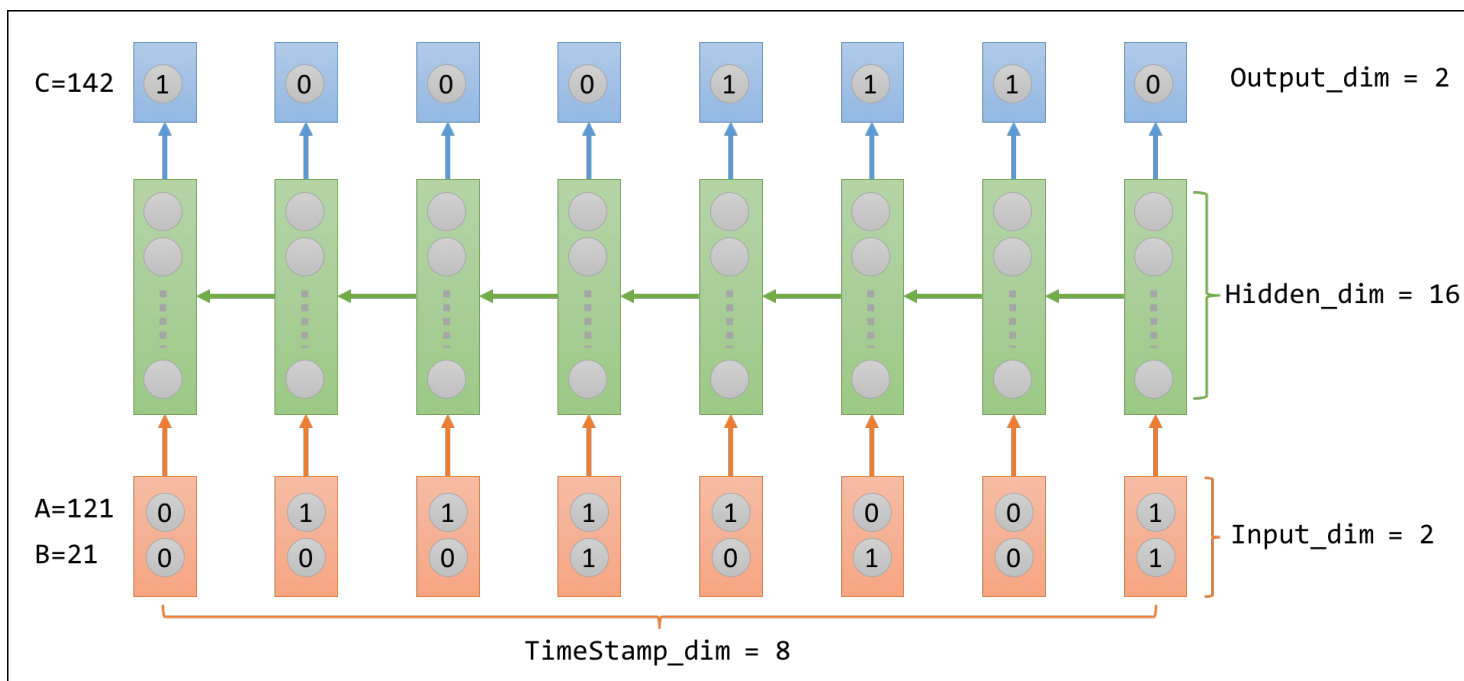 C=142 1 0 0 0 1 1 1 0 Output_dim = 2
Hidden_dim = 16
A=121 0 1 1 1 1 0 0 1
B=21 0 0 0 1 0 1 0 1
Input_dim = 2
TimeStamp_dim = 8